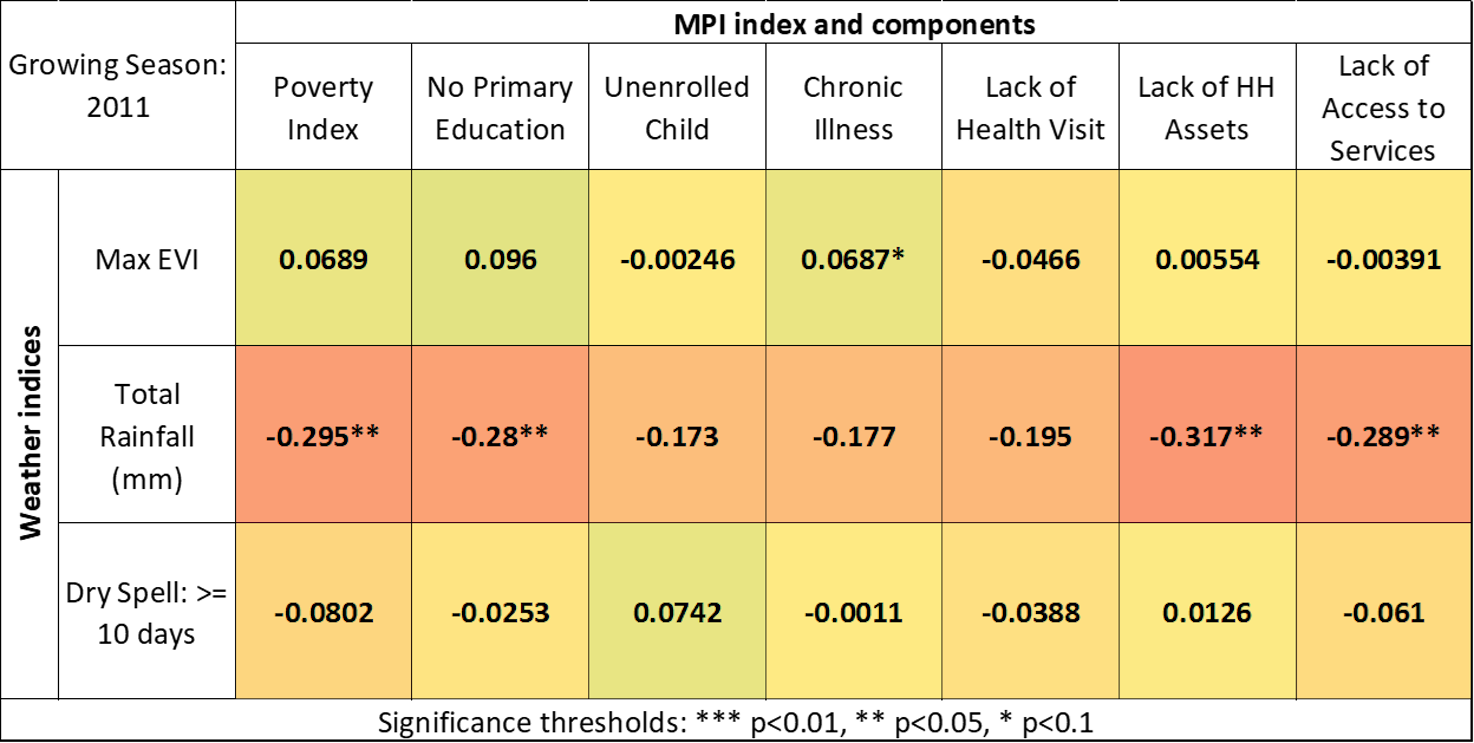 MPI index and components
Growing Season:
2011
Poverty
Index
No Primary
Education
Unenrolled
Child
Chronic
Illness
Lack of
Health Visit
Lack of HH
Assets
Lack of
Access to
Services
Weather indices
Max EVI
0.0689
0.096
-0.00246
0.0687*
-0.0466
0.00554
-0.00391
Total
Rainfall
(mm)
-0.295**
-0.28**
-0.173
-0.177
-0.195
-0.317**
-0.289**
Dry Spell: >=
10 days
-0.0802
-0.0253
0.0742
-0.0011
-0.0388
0.0126
-0.061
Significance thresholds: *** p<0.01, ** p<0.05, * p<0.1